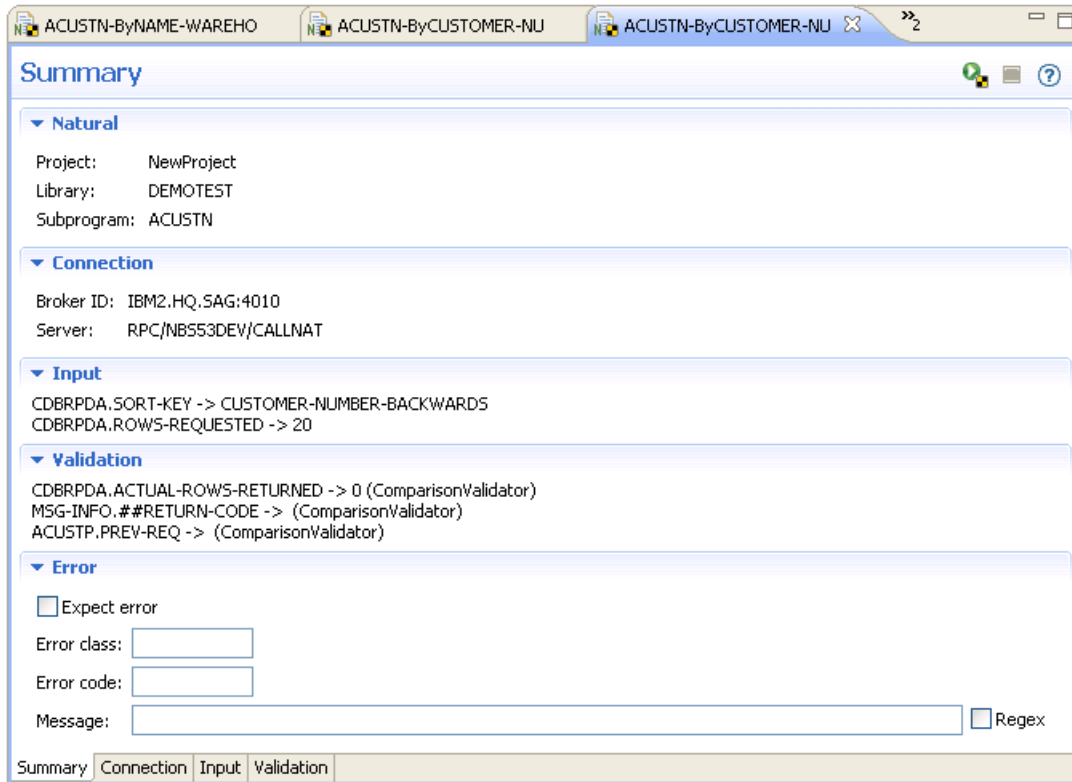 ACUSTN-ByNAME-WAREHO ACUSTN-ByCUSTOMER-NU ACUSTN-ByCUSTOMER-NU »2
Summary
Natural
Project: NewProject
Library: DEMOTEST
Subprogram: ACUSTN
Connection
Broker ID: IBM2.HQ.SAG:4010
Server: RPC/NBS53DEV/CALLNAT
Input
CDBRPDA.SORT-KEY -> CUSTOMER-NUMBER-BACKWARDS
CDBRPDA.ROWS-REQUESTED -> 20
Validation
CDBRPDA.ACTUAL-ROWS-RETURNED -> 0 (ComparisonValidator)
MSG-INFO.##RETURN-CODE -> (ComparisonValidator)
ACUSTP.PREV-REQ -> (ComparisonValidator)
Error
Expect error
Error class:
Error code:
Message: Regex
Summary Connection Input Validation